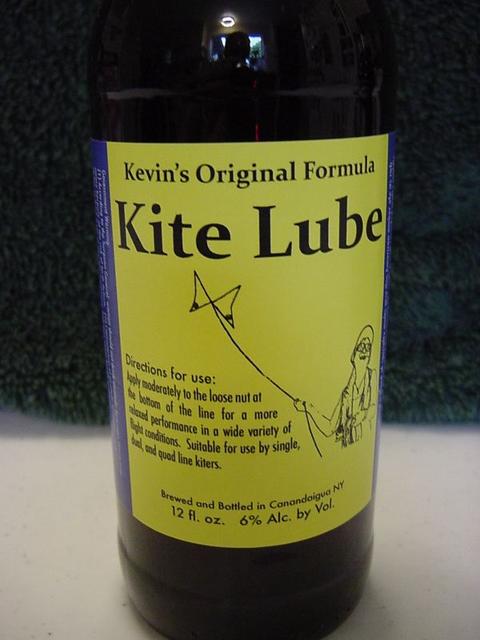 Kevin's Original Formula
Kite Lube
Directions for use:
Apply moderately to the loose nut at
the bottom of the line for a more
relaxed performance in a wide variety of
flight conditions. Suitable for use by single,
duel, and quad line kiters.
Brewed and Bottled in Canandaigua NY
12 fl. oz. 6% Alc. by Vol.